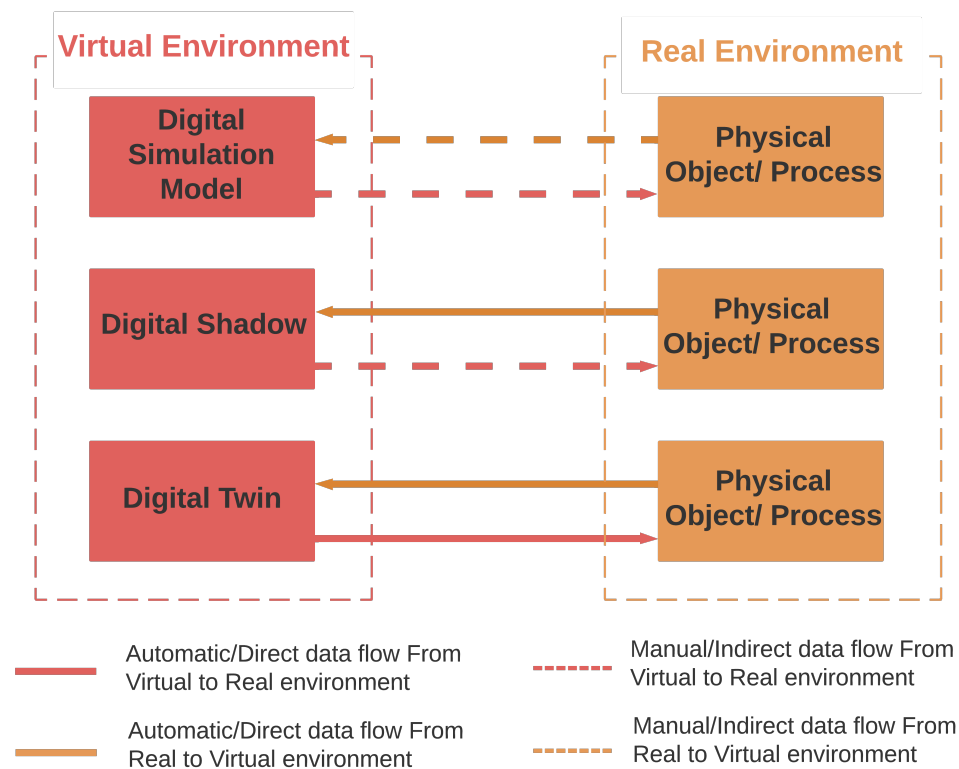 Virtual Environment
Real Environment
Digital
Simulation
Model
Physical
Object/ Process
Digital Shadow
Physical
Object/ Process
Digital Twin
Physical
Object/ Process
Automatic/Direct data flow From
Virtual to Real environment
Manual/Indirect data flow From
Virtual to Real environment
Automatic/Direct data flow From
Real to Virtual environment
Manual/Indirect data flow From
Real to Virtual environment